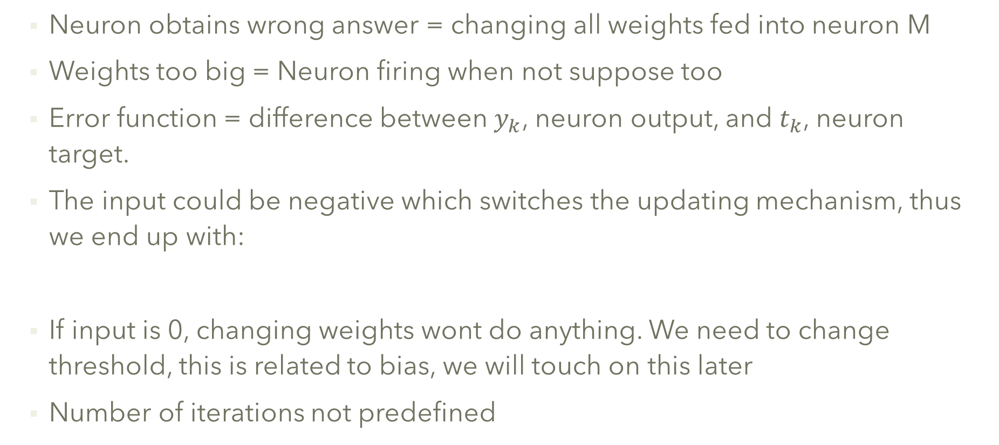 ▪ Neuron obtains wrong answer = changing all weights fed into neuron M
▪ Weights too big = Neuron firing when not suppose too
▪ Error function = difference between yₖ, neuron output, and tₖ, neuron
target.
▪ The input could be negative which switches the updating mechanism, thus
we end up with:
▪ If input is 0, changing weights wont do anything. We need to change
threshold, this is related to bias, we will touch on this later
▪ Number of iterations not predefined